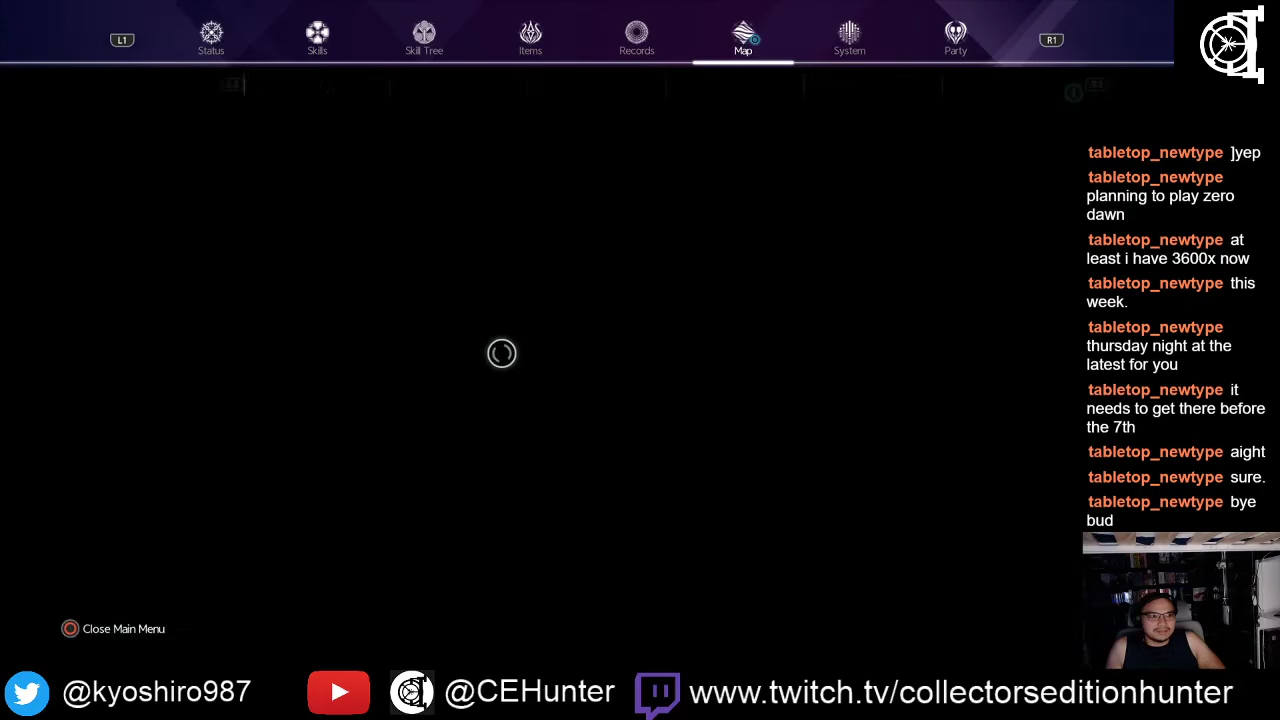 L1 Status Skills Skill Tree Items Records Map System Party R1
tabletop_newtype ]yep
tabletop_newtype
planning to play zero
dawn
tabletop_newtype at
least i have 3600x now
tabletop_newtype this
week.
tabletop_newtype
thursday night at the
latest for you
tabletop_newtype it
needs to get there before
the 7th
tabletop_newtype aight
tabletop_newtype sure.
tabletop_newtype bye
bud
Close Main Menu
@kyoshiro987 @CEHunter www.twitch.tv/collectorseditionhunter